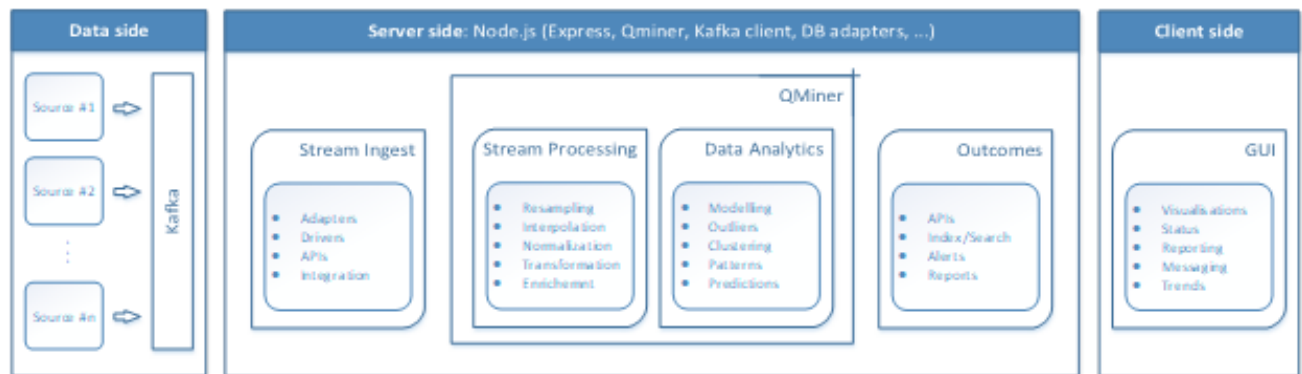 Data side
Source #1
Source #2
Source #n
Kafka
Server side: Node.js (Express, Qminer, Kafka client, DB adapters, ...)
QMiner
Stream Ingest
Adapters
Drivers
APIs
Integration
Stream Processing
Resampling
Interpolation
Normalization
Transformation
Enrichemnt
Data Analytics
Modelling
Outliers
Clustering
Patterns
Predictions
Outcomes
APIs
Index/Search
Alerts
Reports
Client side
GUI
Visualisations
Status
Reporting
Messaging
Trends